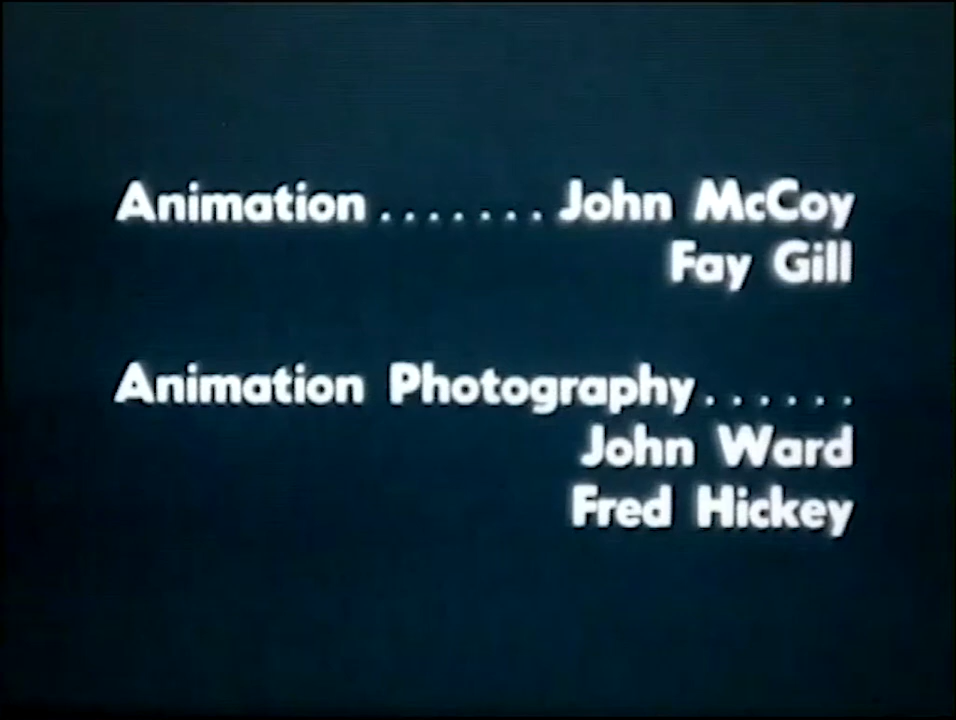 Animation.......John McCoy
Fay Gill
Animation Photography......
John Ward
Fred Hickey